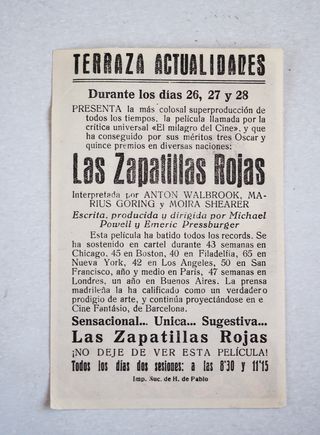 TERRAZA ACTUALIDADES
Durante los días 26, 27 y 28
PRESENTA la más colosal superproducción de
todos los tiempos, la película llamada por la
crítica universal «El milagro del Cine», y que
ha conseguido por sus méritos tres Oscar y
quince premios en diversas naciones:
Las Zapatillas Rojas
Interpretada por ANTON WALBROOK, MA-
RIUS GORING y MOIRA SHEARER
Escrita, producida y dirigida por Michael
Powell y Emeric Pressburger
Esta película ha batido todos los records. Se
ha sostenido en cartel durante 43 semanas en
Chicago. 45 en Boston, 40 en Filadelfia, 65 en
Nueva York, 42 en Los Angeles, 50 en San
Francisco, año y medio en París, 47 semanas en
Londres, un año en Buenos Aires. La prensa
madrileña la ha calificado como un verdadero
prodigio de arte, y continúa proyectándose en e
Cine Fantásio, de Barcelona.
Sensacional... Unica... Sugestiva...
Las Zapatillas Rojas
¡NO DEJE DE VER ESTA PELÍCULA!
Todos los días dos sesiones: a las 8'30 y 11'15
Imp. Suc. de H. de Pablo